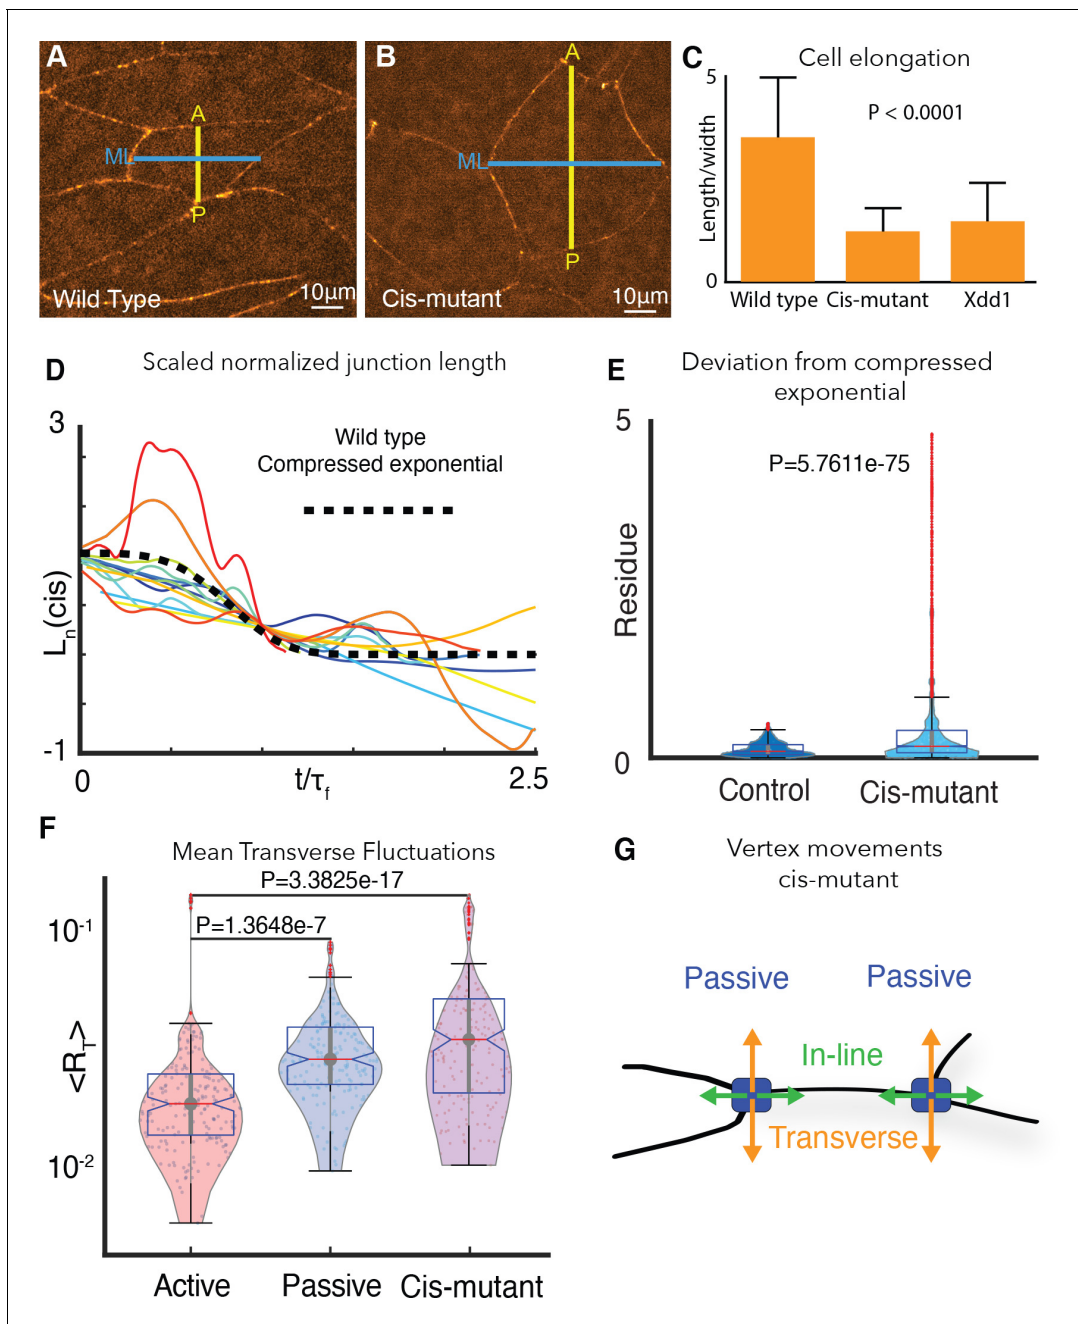 A
A
ML
P
Wild Type
10μm
B
A
ML
P
Cis-mutant
10μm
C
Cell elongation
5
P < 0.0001
Length/width
0
Wild type
Cis-mutant
Xdd1
D
Scaled normalized junction length
3
Wild type
Compressed exponential
Ln(cis)
-1
0
t/τf
2.5
E
Deviation from compressed
exponential
5
P=5.7611e-75
Residue
0
Control
Cis-mutant
F
Mean Transverse Fluctuations
P=3.3825e-17
P=1.3648e-7
10-1
<RT>
10-2
Active
Passive
Cis-mutant
G
Vertex movements
cis-mutant
Passive
Passive
In-line
Transverse